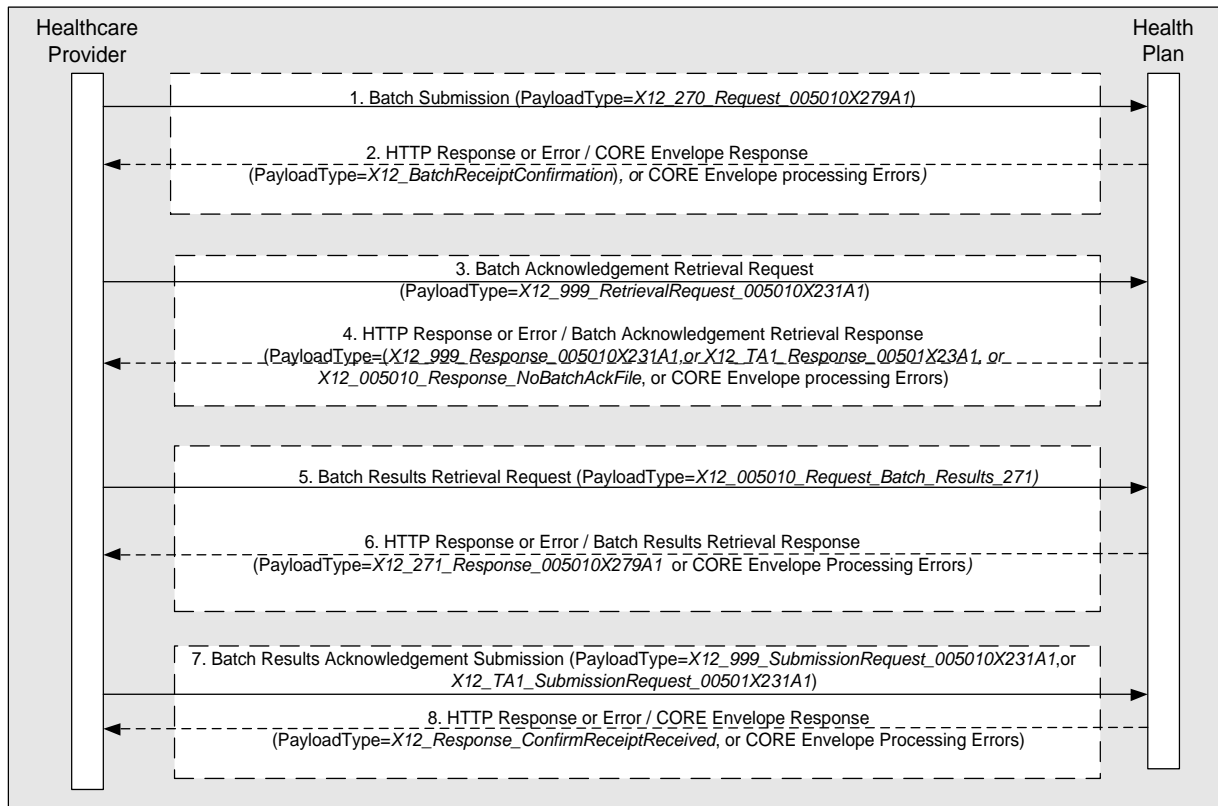 Healthcare
Provider
Health
Plan
1. Batch Submission (PayloadType=X12_270_Request_005010X279A1)
2. HTTP Response or Error / CORE Envelope Response
(PayloadType=X12_BatchReceiptConfirmation), or CORE Envelope processing Errors)
3. Batch Acknowledgement Retrieval Request
(PayloadType=X12_999_RetrievalRequest_005010X231A1)
4. HTTP Response or Error / Batch Acknowledgement Retrieval Response
(PayloadType=(X12_999_Response_005010X231A1,or X12_TA1_Response_00501X23A1, or
X12_005010_Response_NoBatchAckFile, or CORE Envelope processing Errors)
5. Batch Results Retrieval Request (PayloadType=X12_005010_Request_Batch_Results_271)
6. HTTP Response or Error / Batch Results Retrieval Response
(PayloadType=X12_271_Response_005010X279A1 or CORE Envelope Processing Errors)
7. Batch Results Acknowledgement Submission (PayloadType=X12_999_SubmissionRequest_005010X231A1,or
X12_TA1_SubmissionRequest_00501X231A1)
8. HTTP Response or Error / CORE Envelope Response
(PayloadType=X12_Response_ConfirmReceiptReceived, or CORE Envelope Processing Errors)